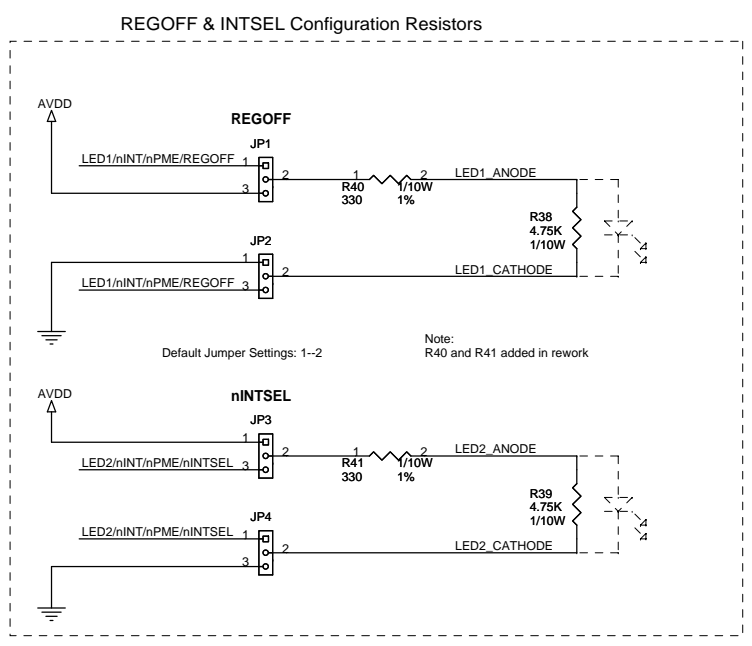 REGOFF & INTSEL Configuration Resistors
AVDD
REGOFF
JP1
LED1/nINT/nPME/REGOFF 1
2
3
1 2
R40 1/10W
330 1%
LED1_ANODE
R38
4.75K
1/10W
JP2
1
LED1/nINT/nPME/REGOFF 3
2
LED1_CATHODE
Default Jumper Settings: 1--2
Note:
R40 and R41 added in rework
AVDD
nINTSEL
JP3
1
LED2/nINT/nPME/nINTSEL 3
2
1 2
R41 1/10W
330 1%
LED2_ANODE
R39
4.75K
1/10W
JP4
LED2/nINT/nPME/nINTSEL 1
2
3
LED2_CATHODE